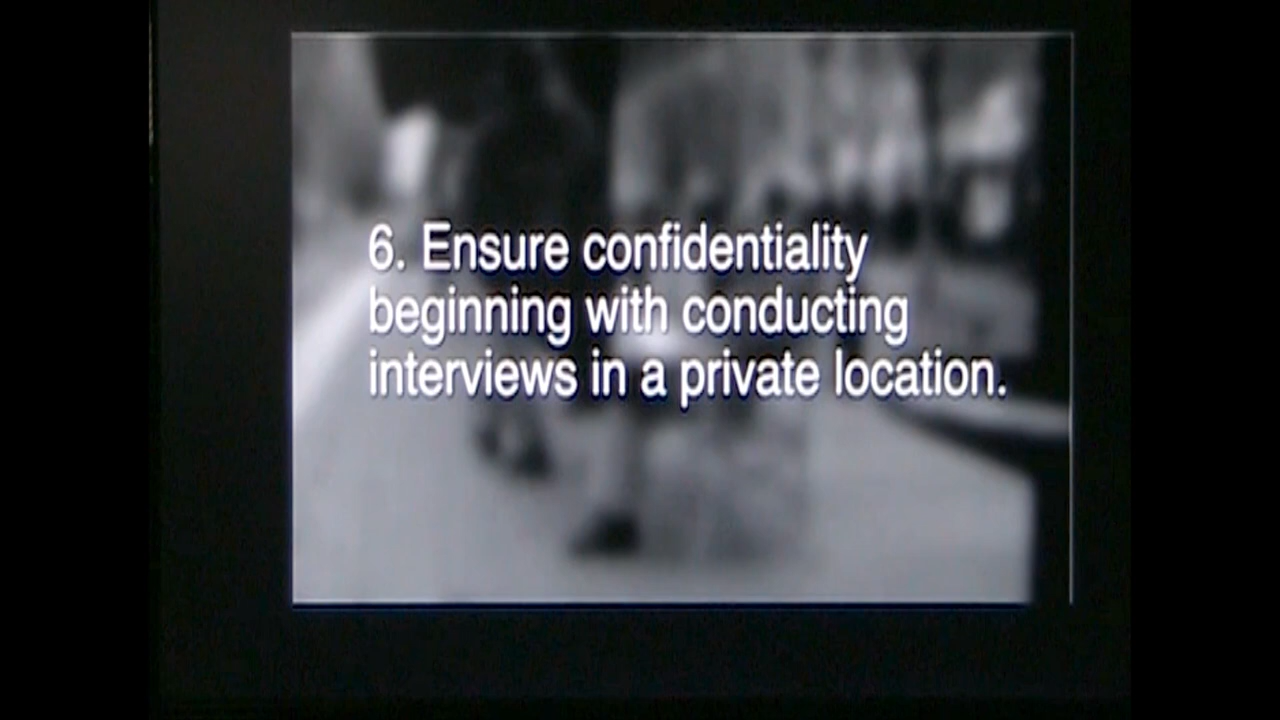 6. Ensure confidentiality
beginning with conducting
interviews in a private location.